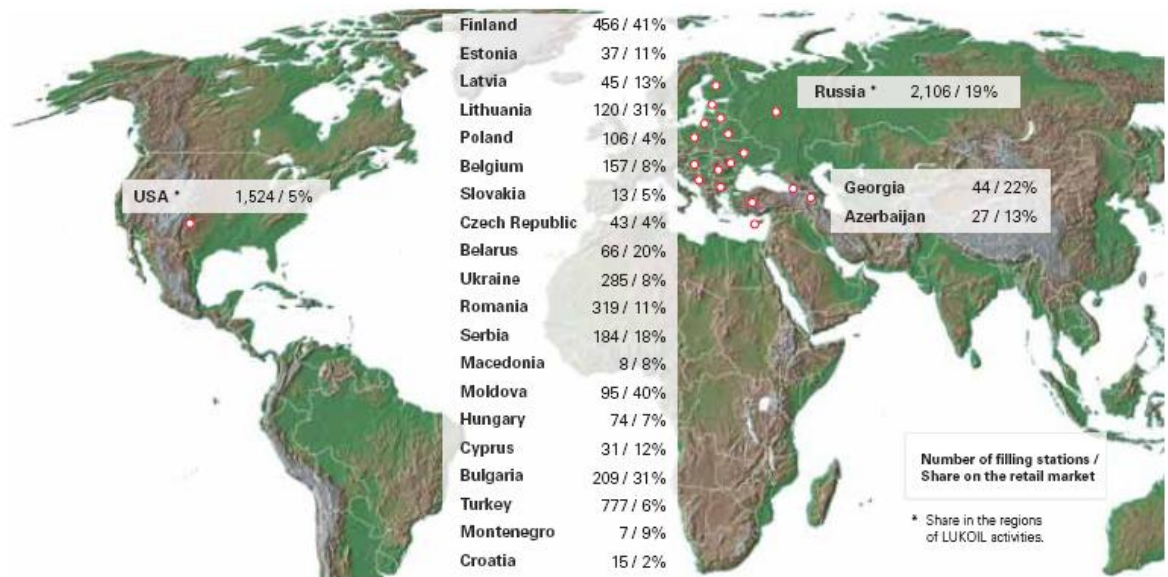 Finland 456 / 41%
Estonia 37 / 11%
Latvia 45 / 13%
Lithuania 120 / 31%
Poland 106 / 4%
Belgium 157 / 8%
Slovakia 13 / 5%
Czech Republic 43 / 4%
Belarus 66 / 20%
Ukraine 285 / 8%
Romania 319 / 11%
Serbia 184 / 18%
Macedonia 8 / 8%
Moldova 95 / 40%
Hungary 74 / 7%
Cyprus 31 / 12%
Bulgaria 209 / 31%
Turkey 777 / 6%
Montenegro 7 / 9%
Croatia 15 / 2%
USA * 1,524 / 5%
Russia * 2,106 / 19%
Georgia 44 / 22%
Azerbaijan 27 / 13%
Number of filling stations /
Share on the retail market
* Share in the regions
of LUKOIL activities.